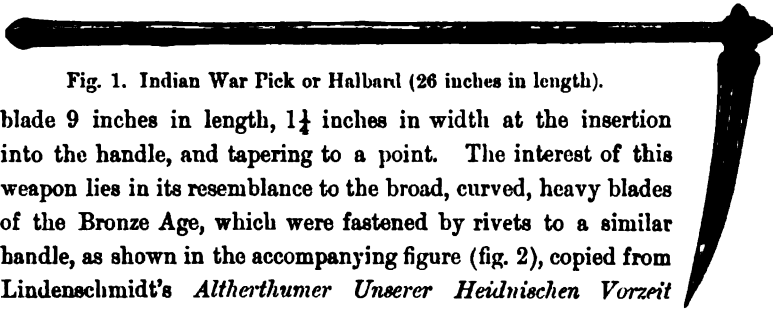 Fig. 1. Indian War Pick or Halbard (26 inches in length).
blade 9 inches in length, 1¼ inches in width at the insertion
into the handle, and tapering to a point. The interest of this
weapon lies in its resemblance to the broad, curved, heavy blades
of the Bronze Age, which were fastened by rivets to a similar
handle, as shown in the accompanying figure (fig. 2), copied from
Lindenschmidt's Altherthumer Unserer Heidnischen Vorzeit